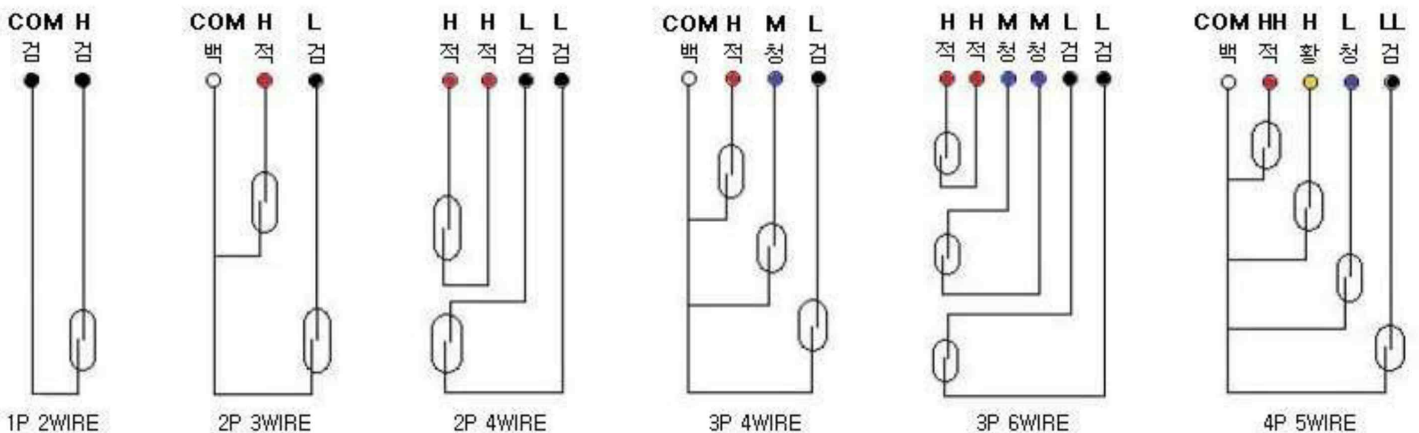 COM H
검 검
1P 2WIRE
COM H L
백 적 검
2P 3WIRE
H H L L
적 적 검 검
2P 4WIRE
COM H M L
백 적 청 검
3P 4WIRE
H H M M L L
적 적 청 청 검 검
3P 6WIRE
COM HH H L LL
백 적 황 청 검
4P 5WIRE